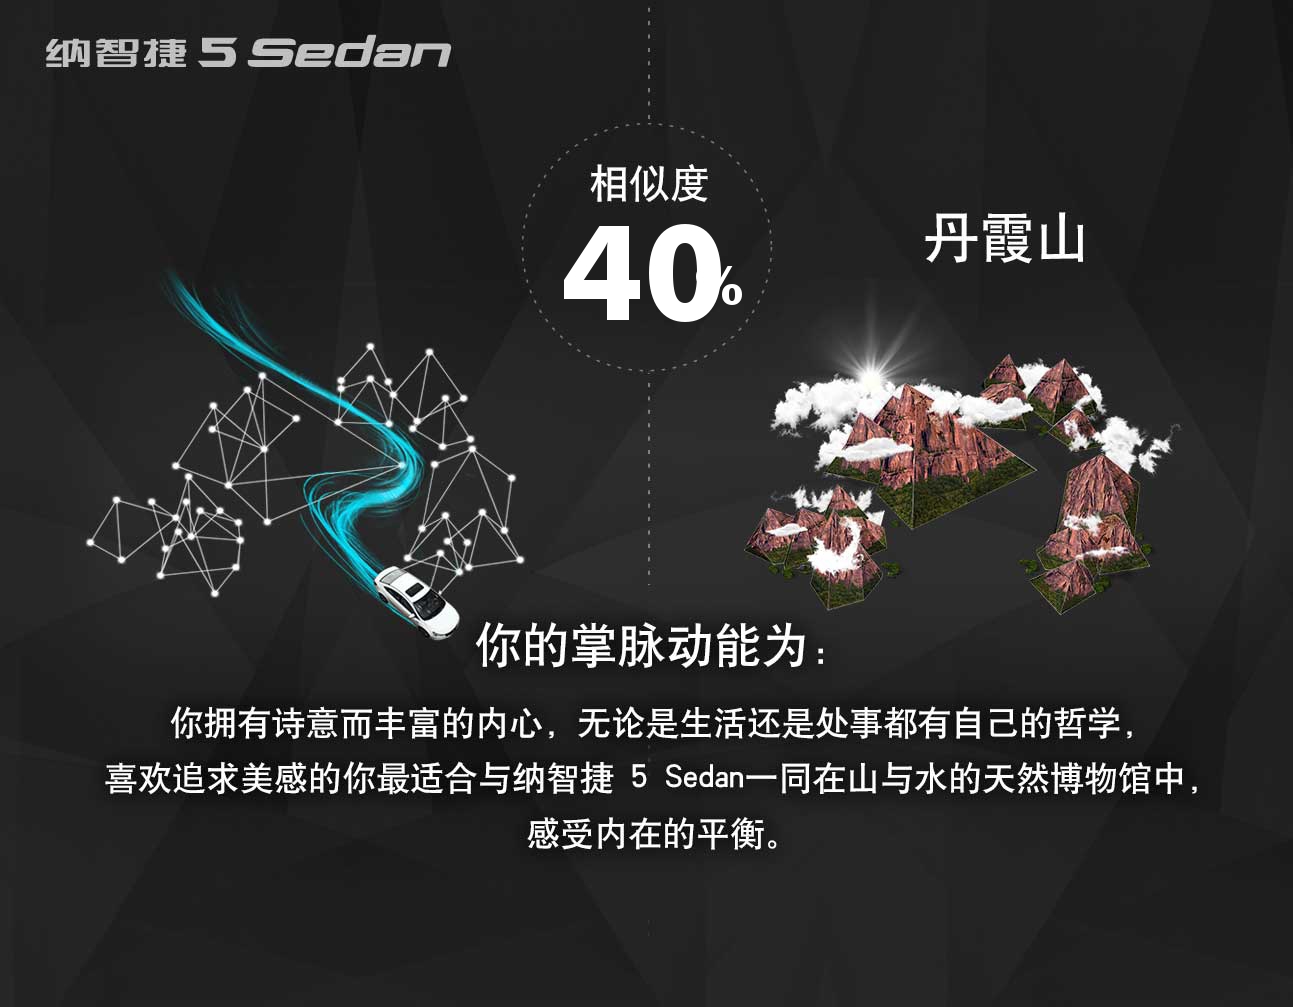 纳智捷 5 Sedan
相似度
40%
丹霞山
你的掌脉动能为：
你拥有诗意而丰富的内心，无论是生活还是处事都有自己的哲学，
喜欢追求美感的你最适合与纳智捷 5 Sedan一同在山与水的天然博物馆中，
感受内在的平衡。